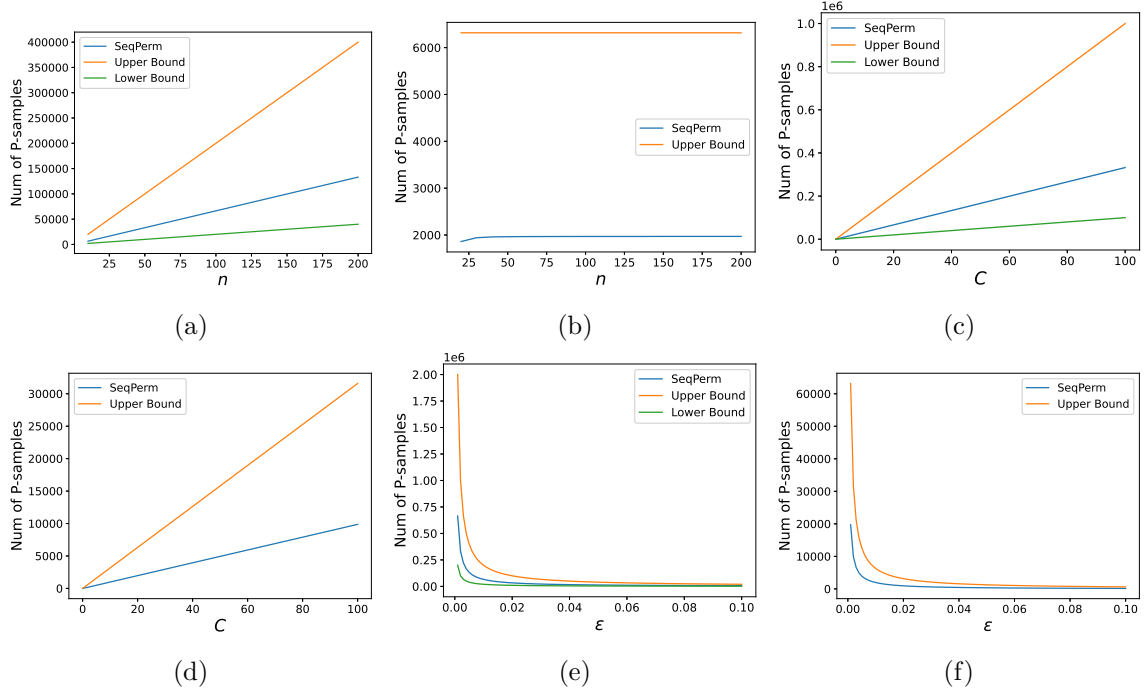 400000
350000
300000
250000
200000
150000
100000
50000
0
Num of P-samples
SeqPerm
Upper Bound
Lower Bound
25 50 75 100 125 150 175 200
n
(a)
6000
5000
4000
3000
2000
Num of P-samples
SeqPerm
Upper Bound
25 50 75 100 125 150 175 200
n
(b)
1e6
1.0
0.8
0.6
0.4
0.2
0.0
Num of P-samples
SeqPerm
Upper Bound
Lower Bound
0 20 40 60 80 100
C
(c)
30000
25000
20000
15000
10000
5000
0
Num of P-samples
SeqPerm
Upper Bound
0 20 40 60 80 100
C
(d)
1e6
2.00
1.75
1.50
1.25
1.00
0.75
0.50
0.25
0.00
Num of P-samples
SeqPerm
Upper Bound
Lower Bound
0.00 0.02 0.04 0.06 0.08 0.10
ε
(e)
60000
50000
40000
30000
20000
10000
0
Num of P-samples
SeqPerm
Upper Bound
0.00 0.02 0.04 0.06 0.08 0.10
ε
(f)